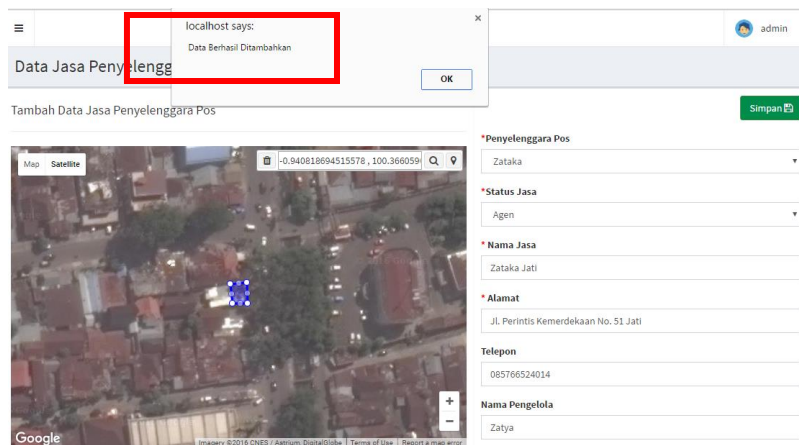 localhost says:
×
Data Berhasil Ditambahkan
OK
admin
Data Jasa Penyelengg
Tambah Data Jasa Penyelenggara Pos
Simpan
Map
Satellite
-0.940818694515578 , 100.366059
Google
Imagery ©2016 CNES / Astrium, DigitalGlobe
Terms of Use
Report a map error
*Penyelenggara Pos
Zataka
*Status Jasa
Agen
* Nama Jasa
Zataka Jati
* Alamat
Jl. Perintis Kemerdekaan No. 51 Jati
Telepon
085766524014
Nama Pengelola
Zatya